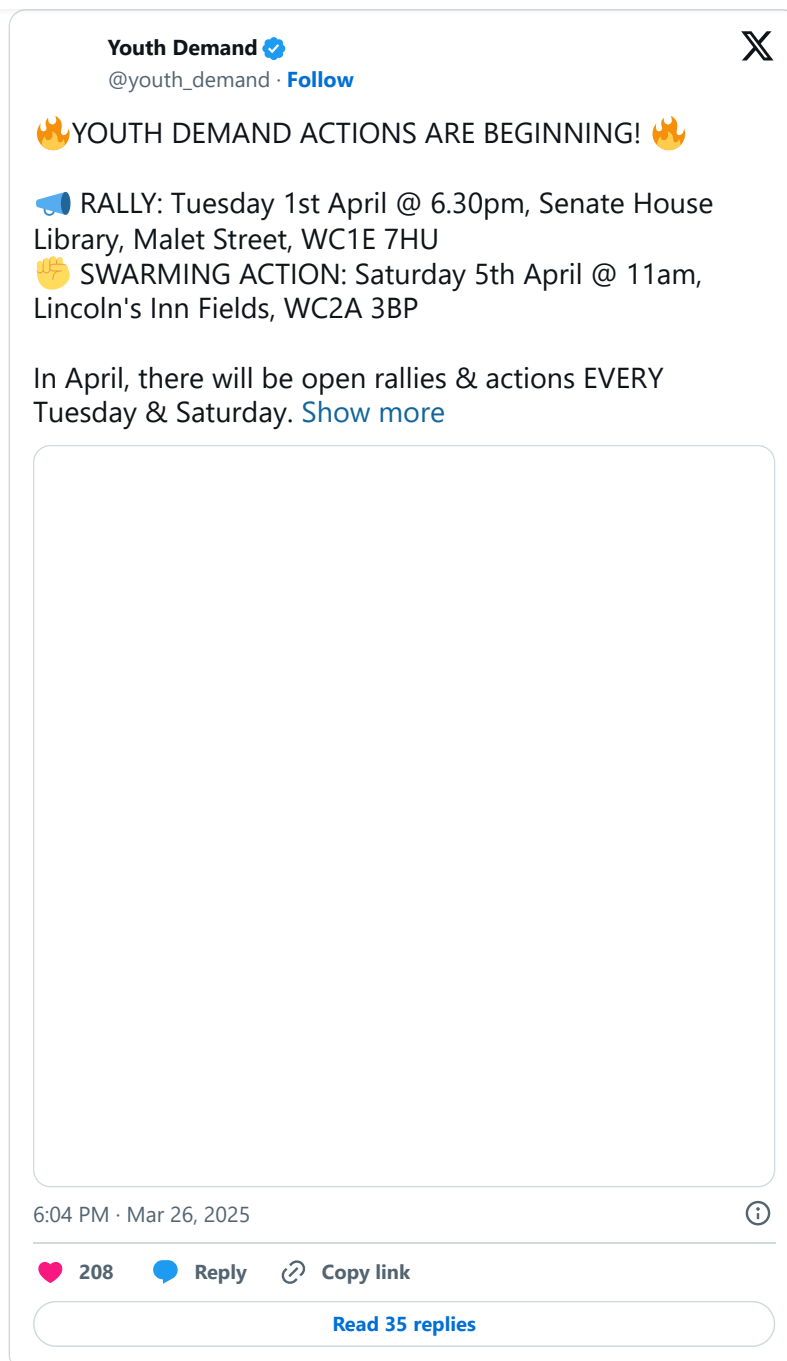 Youth Demand
@youth_demand · Follow
🔥YOUTH DEMAND ACTIONS ARE BEGINNING! 🔥
📣 RALLY: Tuesday 1st April @ 6.30pm, Senate House
Library, Malet Street, WC1E 7HU
✊ SWARMING ACTION: Saturday 5th April @ 11am,
Lincoln's Inn Fields, WC2A 3BP
In April, there will be open rallies & actions EVERY
Tuesday & Saturday. Show more
6:04 PM · Mar 26, 2025
208 Reply Copy link
Read 35 replies